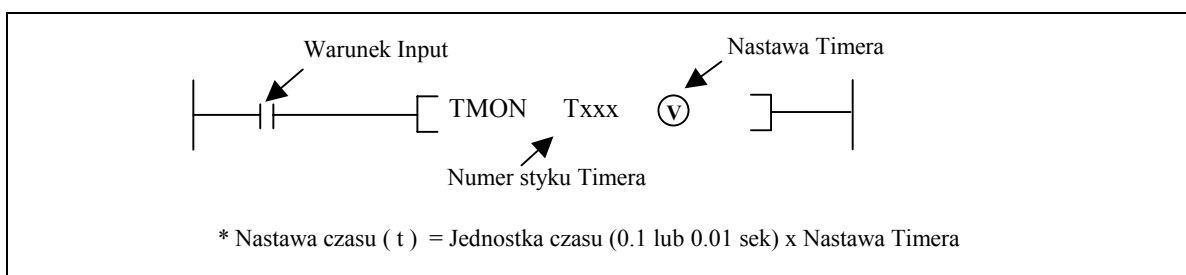 Warunek Input
Nastawa Timera
TMON Txxx V
Numer styku Timera
* Nastawa czasu ( t ) = Jednostka czasu (0.1 lub 0.01 sek) x Nastawa Timera